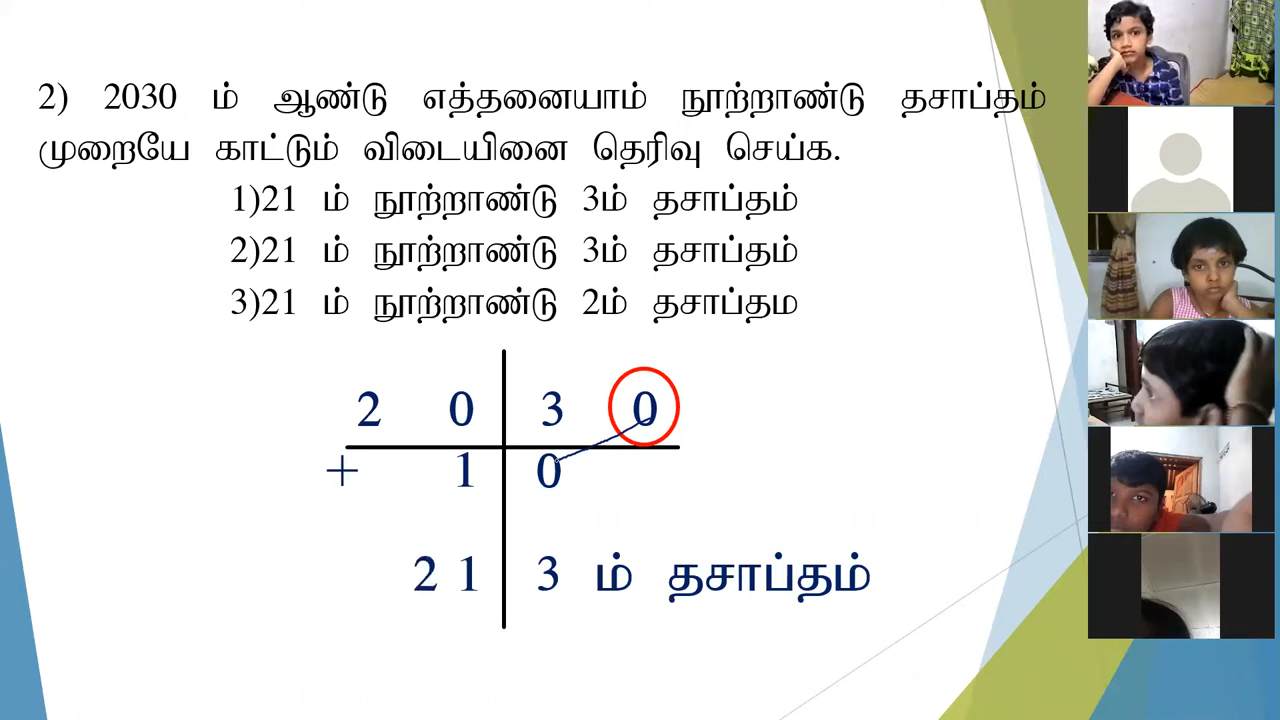 2) 2030 ம் ஆண்டு எத்தனையாம் நூற்றாண்டு தசாப்தம்
முறையே காட்டும் விடையினை தெரிவு செய்க.
1)21 ம் நூற்றாண்டு 3ம் தசாப்தம்
2)21 ம் நூற்றாண்டு 3ம் தசாப்தம்
3)21 ம் நூற்றாண்டு 2ம் தசாப்தம
2 0 3 0
+ 1 0
2 1 3 ம் தசாப்தம்